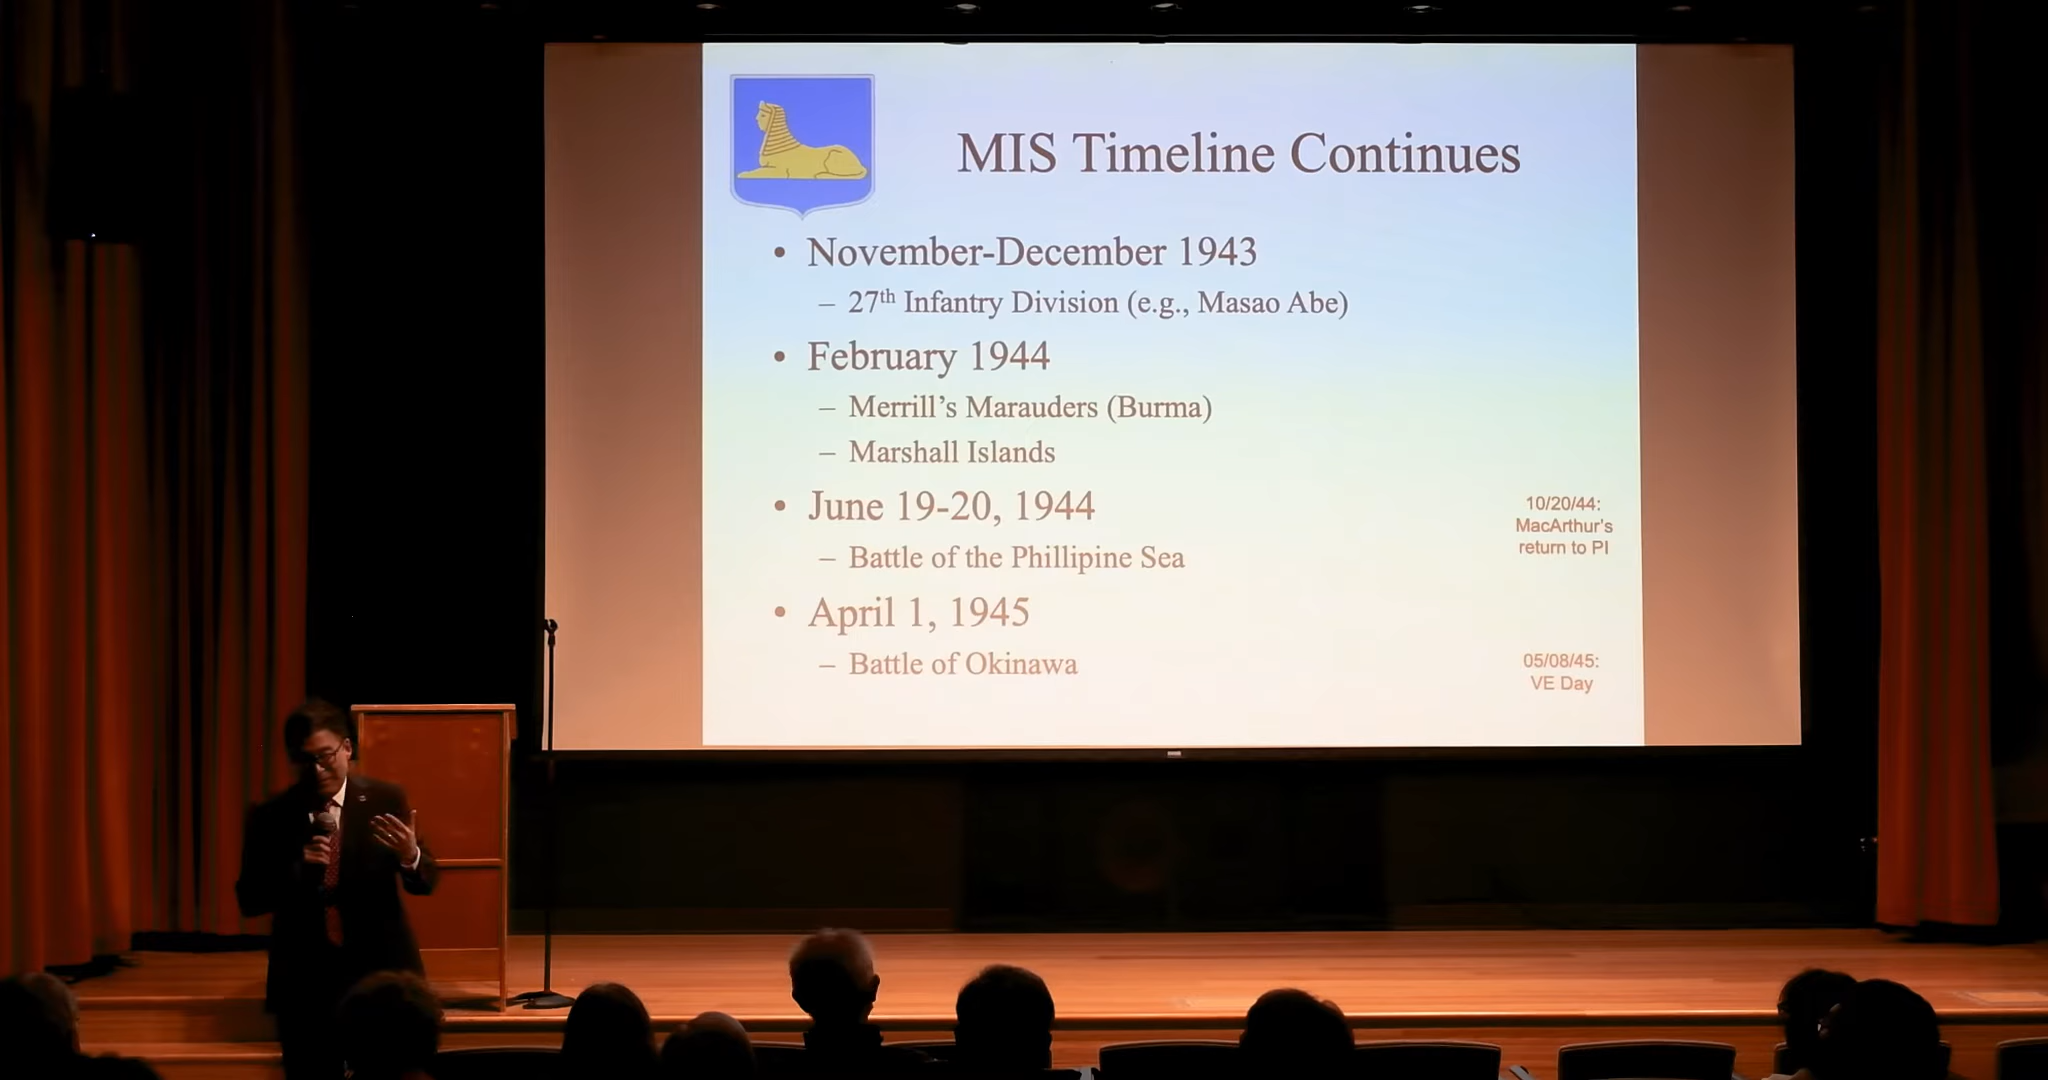 MIS Timeline Continues
• November-December 1943
– 27th Infantry Division (e.g., Masao Abe)
• February 1944
– Merrill's Marauders (Burma)
– Marshall Islands
• June 19-20, 1944
– Battle of the Phillipine Sea
• April 1, 1945
– Battle of Okinawa
10/20/44:
MacArthur's
return to PI
05/08/45:
VE Day